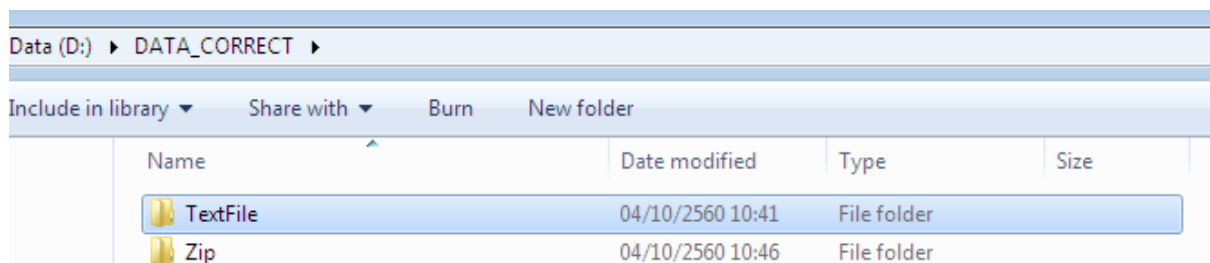 Data (D:) ▸ DATA_CORRECT ▸
Include in library ▾ Share with ▾ Burn New folder
Name Date modified Type Size
TextFile 04/10/2560 10:41 File folder
Zip 04/10/2560 10:46 File folder